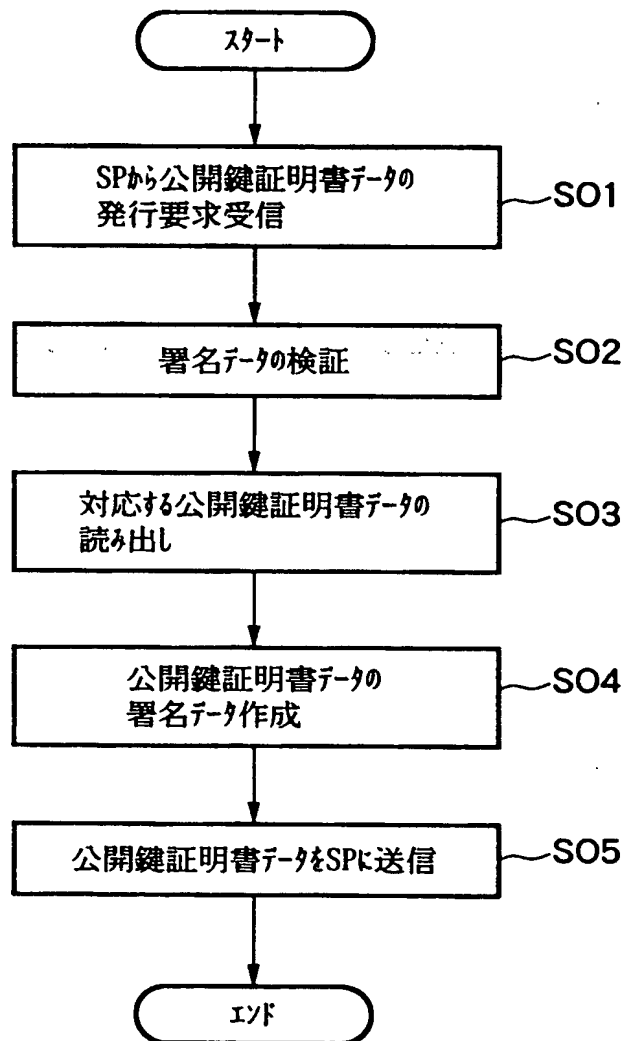 スタート
SPから公開鍵証明書データの
発行要求受信
SO1
署名データの検証
SO2
対応する公開鍵証明書データの
読み出し
SO3
公開鍵証明書データの
署名データ作成
SO4
公開鍵証明書データをSPに送信
SO5
エンド